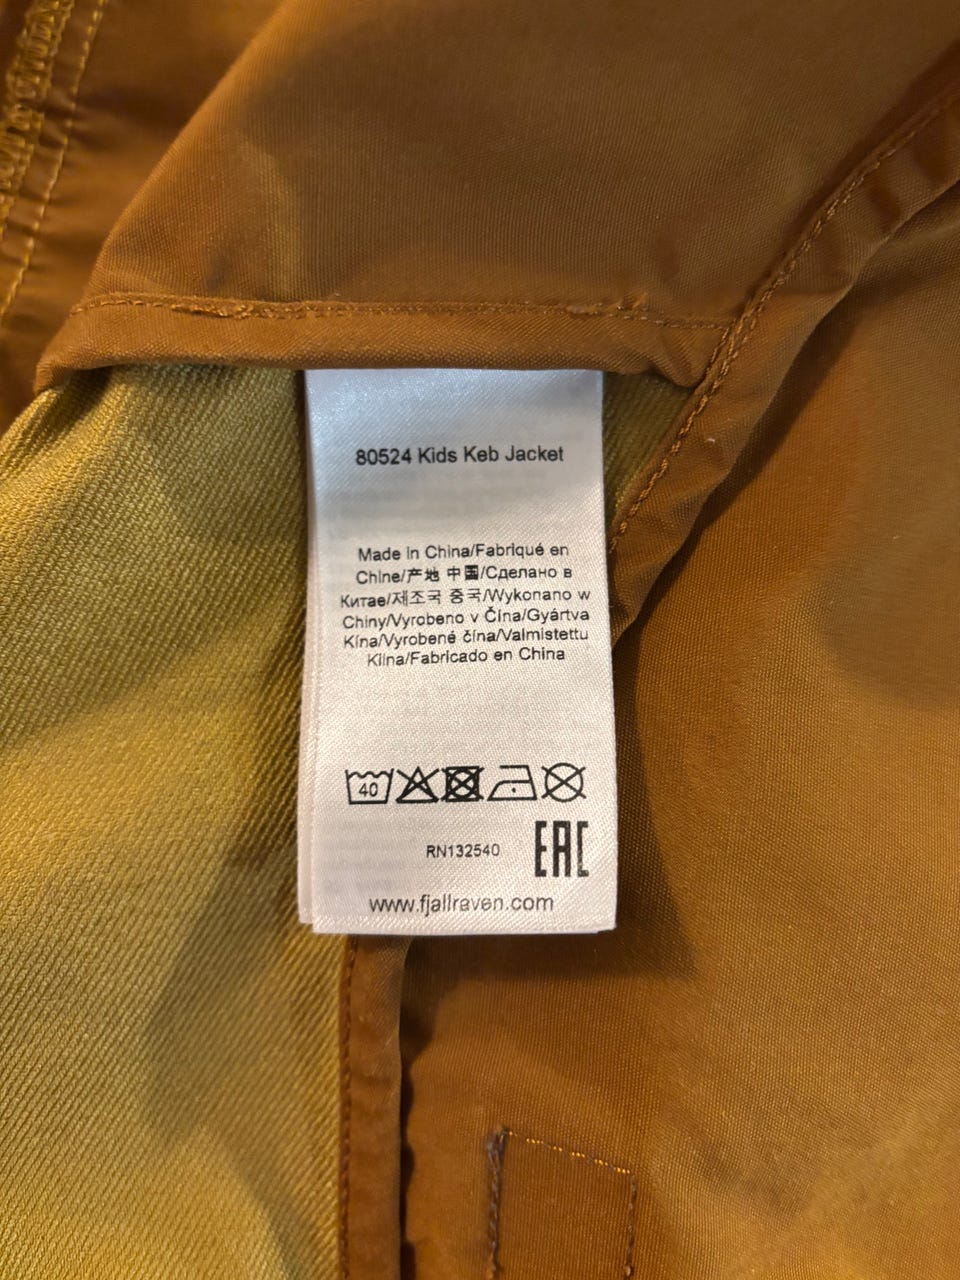 80524 Kids Keb Jacket
Made in China/Fabriqué en
Chine/产地 中国/Сделано в
Китае/제조국 중국/Wykonano w
Chiny/Vyrobeno v Čína/Gyártva
Kína/Vyrobené čína/Valmistettu
Kiina/Fabricado en China
40
RN132540
EAC
www.fjallraven.com